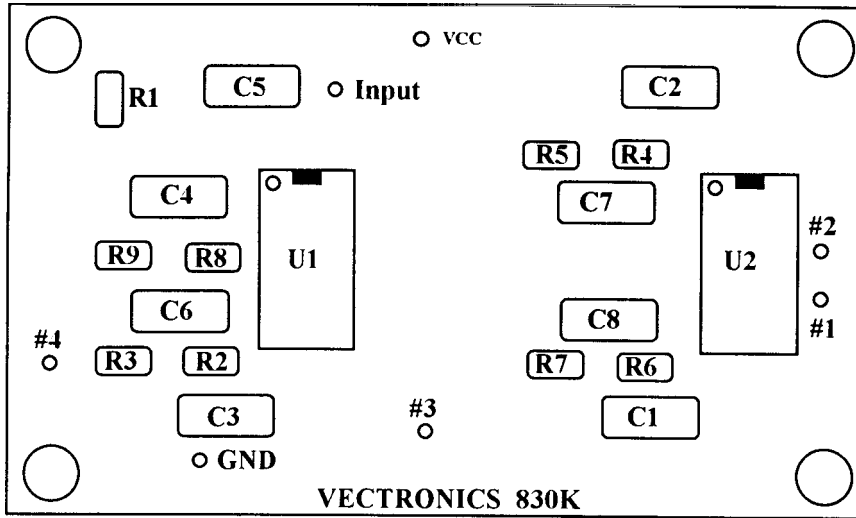 VCC
R1
C5
Input
C2
R5
R4
C4
C7
#2
R9
R8
U1
U2
C6
C8
#1
#4
R3
R2
R7
R6
C3
#3
C1
GND
VECTRONICS 830K